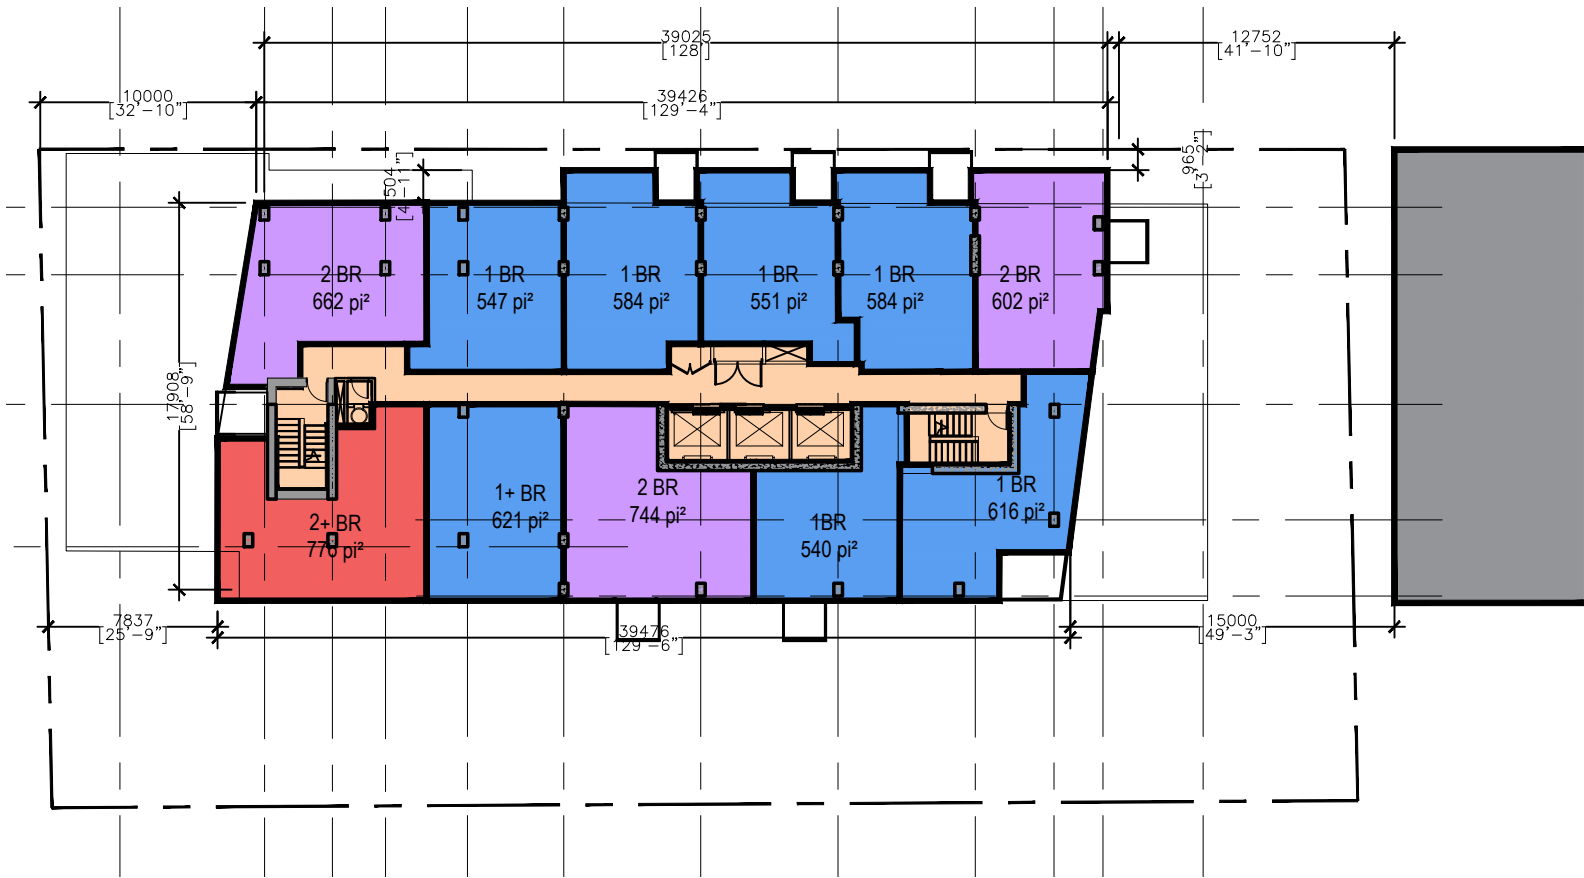 39025
[128']
12752
[41'-10"]
10000
[32'-10"]
39426
[129'-4"]
965
[3'-2"]
2 BR
662 pi²
1 BR
547 pi²
1 BR
584 pi²
1 BR
551 pi²
1 BR
584 pi²
2 BR
602 pi²
17908
[58'-9"]
2+ BR
1+ BR
621 pi²
2 BR
744 pi²
1BR
540 pi²
1 BR
616 pi²
7837
[25'-9"]
39476
[129'-6"]
15000
[49'-3"]